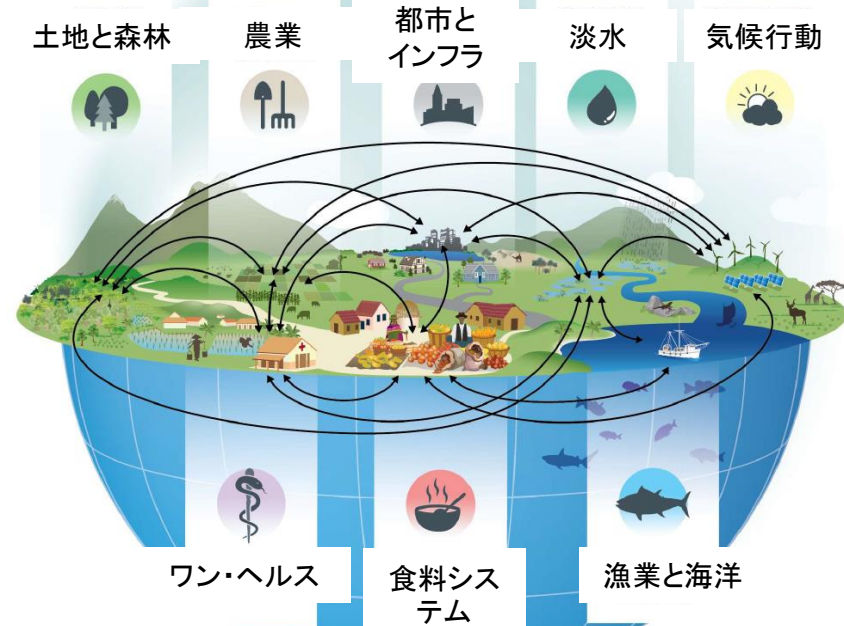 土地と森林
農業
都市と
インフラ
淡水
気候行動
ワン・ヘルス
食料シス
テム
漁業と海洋